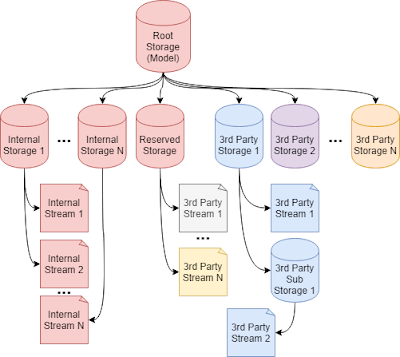 Root
Storage
(Model)
Internal
Storage 1
...
Internal
Storage N
Reserved
Storage
3rd Party
Storage 1
3rd Party
Storage 2
...
3rd Party
Storage N
Internal
Stream 1
3rd Party
Stream 1
3rd Party
Stream 1
...
Internal
Stream 2
...
3rd Party
Stream N
3rd Party
Sub
Storage 1
Internal
Stream N
3rd Party
Stream 2